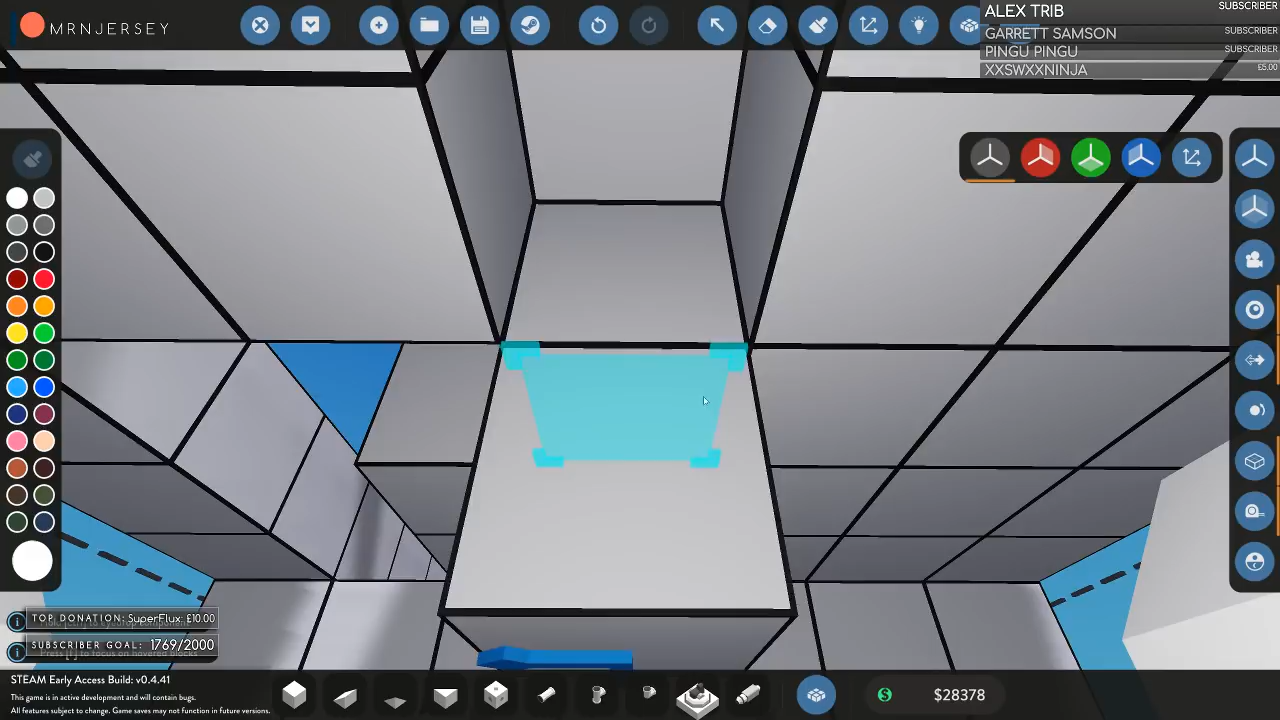 MRNJERSEY
ALEX TRIB SUBSCRIBER
GARRETT SAMSON SUBSCRIBER
PINGU PINGU SUBSCRIBER
XXSWXXNINJA £5.00
TOP DONATION: SuperFlux: £10.00
SUBSCRIBER GOAL: 1769/2000
STEAM Early Access Build: v0.4.41
This game is in active development and will contain bugs.
All features subject to change. Game saves may not function in future versions.
$ $28378